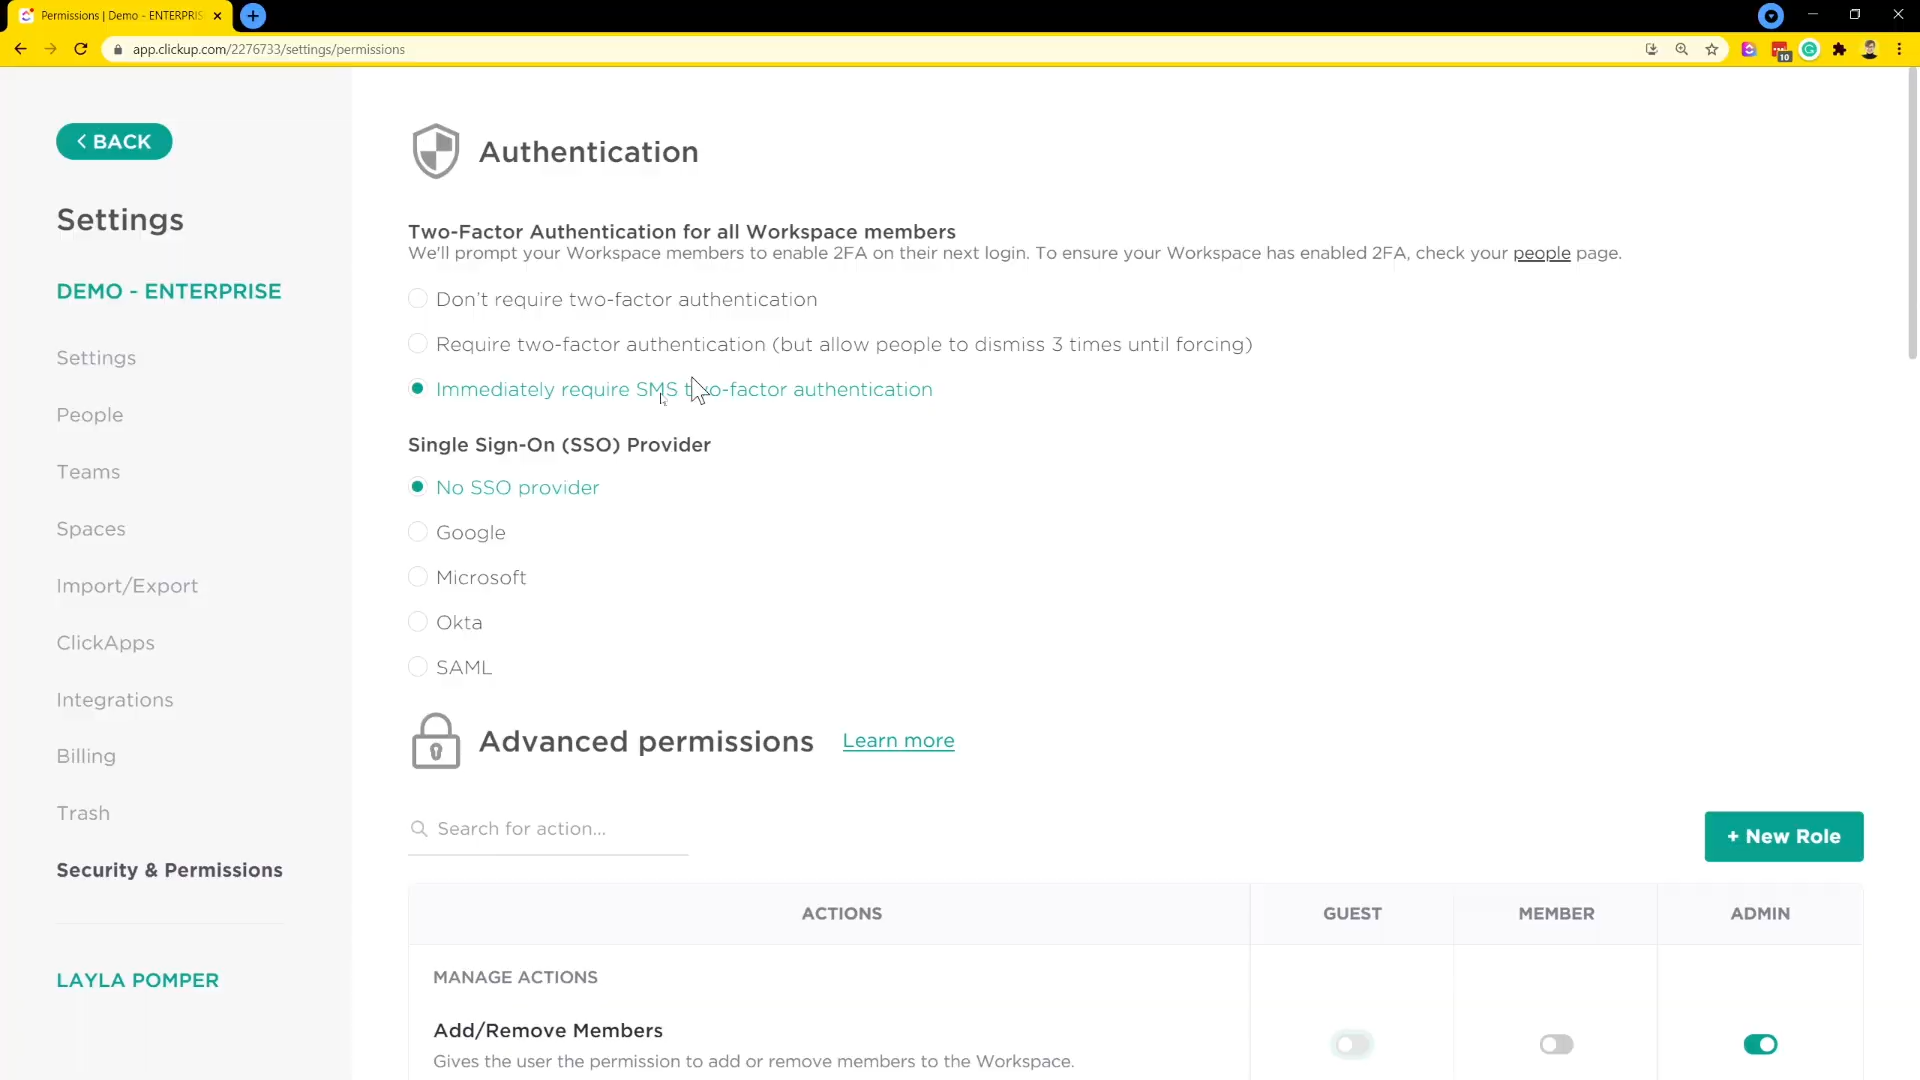 Permissions | Demo - ENTERPRIS
app.clickup.com/2276733/settings/permissions
10
BACK
Settings
DEMO - ENTERPRISE
Settings
People
Teams
Spaces
Import/Export
ClickApps
Integrations
Billing
Trash
Security & Permissions
LAYLA POMPER
Authentication
Two-Factor Authentication for all Workspace members
We'll prompt your Workspace members to enable 2FA on their next login. To ensure your Workspace has enabled 2FA, check your people page.
Don't require two-factor authentication
Require two-factor authentication (but allow people to dismiss 3 times until forcing)
Immediately require SMS two-factor authentication
Single Sign-On (SSO) Provider
No SSO provider
Google
Microsoft
Okta
SAML
Advanced permissions Learn more
Search for action...
+ New Role
ACTIONS GUEST MEMBER ADMIN
MANAGE ACTIONS
Add/Remove Members
Gives the user the permission to add or remove members to the Workspace.